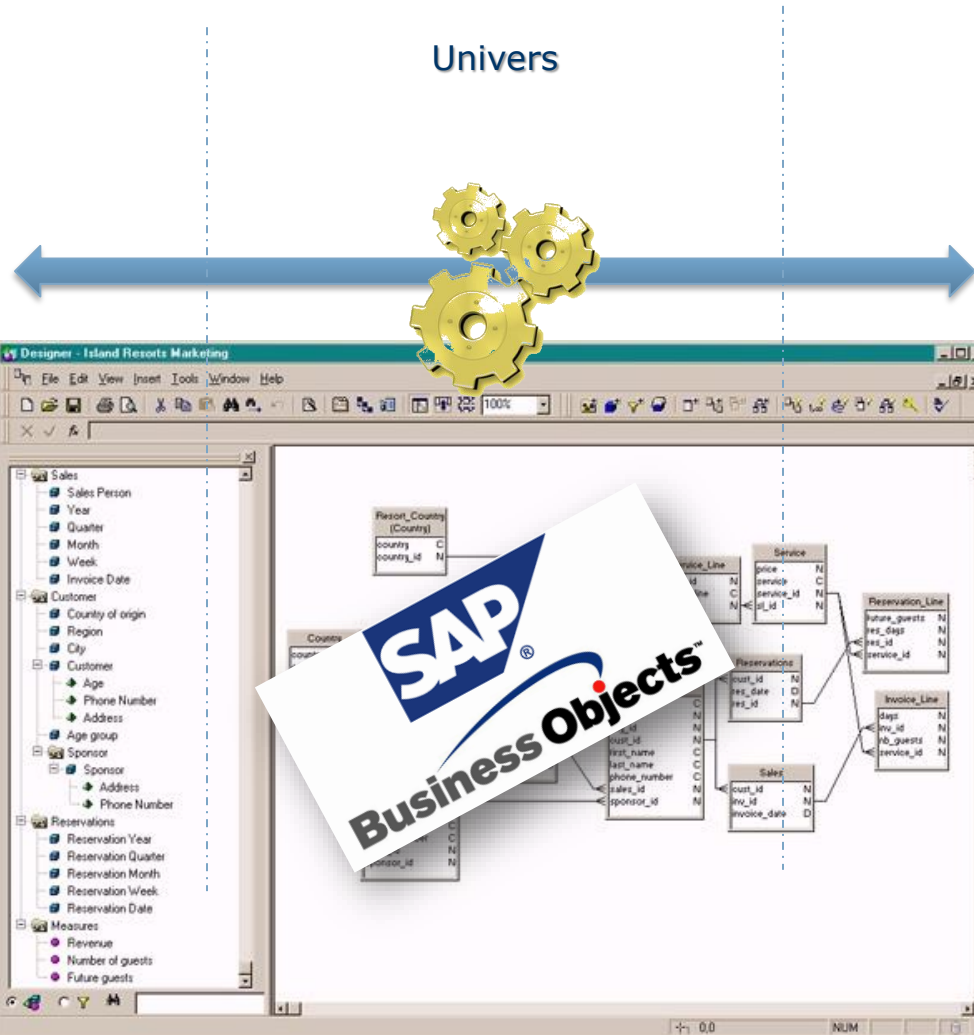 Univers
Designer - Island Resorts Marketing
File Edit View Insert Tools Window Help
100%
Sales
Sales Person
Year
Quarter
Month
Week
Invoice Date
Customer
Country of origin
Region
City
Customer
Age
Phone Number
Address
Age group
Sponsor
Sponsor
Address
Phone Number
Reservations
Reservation Year
Reservation Quarter
Reservation Month
Reservation Week
Reservation Date
Measures
Revenue
Number of guests
Future guests
Resort_Country
(Country)
country C
country_id N
SAP®
Business Objects™
Service
price N
service C
service_id N
sl_id N
Reservation_Line
future_guests N
res_days N
res_id N
service_id N
Reservations
cust_id N
res_date D
res_id N
Invoice_Line
days N
inv_id N
nb_guests N
service_id N
C
N
N
cust_id N
first_name C
last_name C
phone_number C
sales_id N
sponsor_id N
Sales
cust_id N
inv_id N
invoice_date D
0,0
NUM